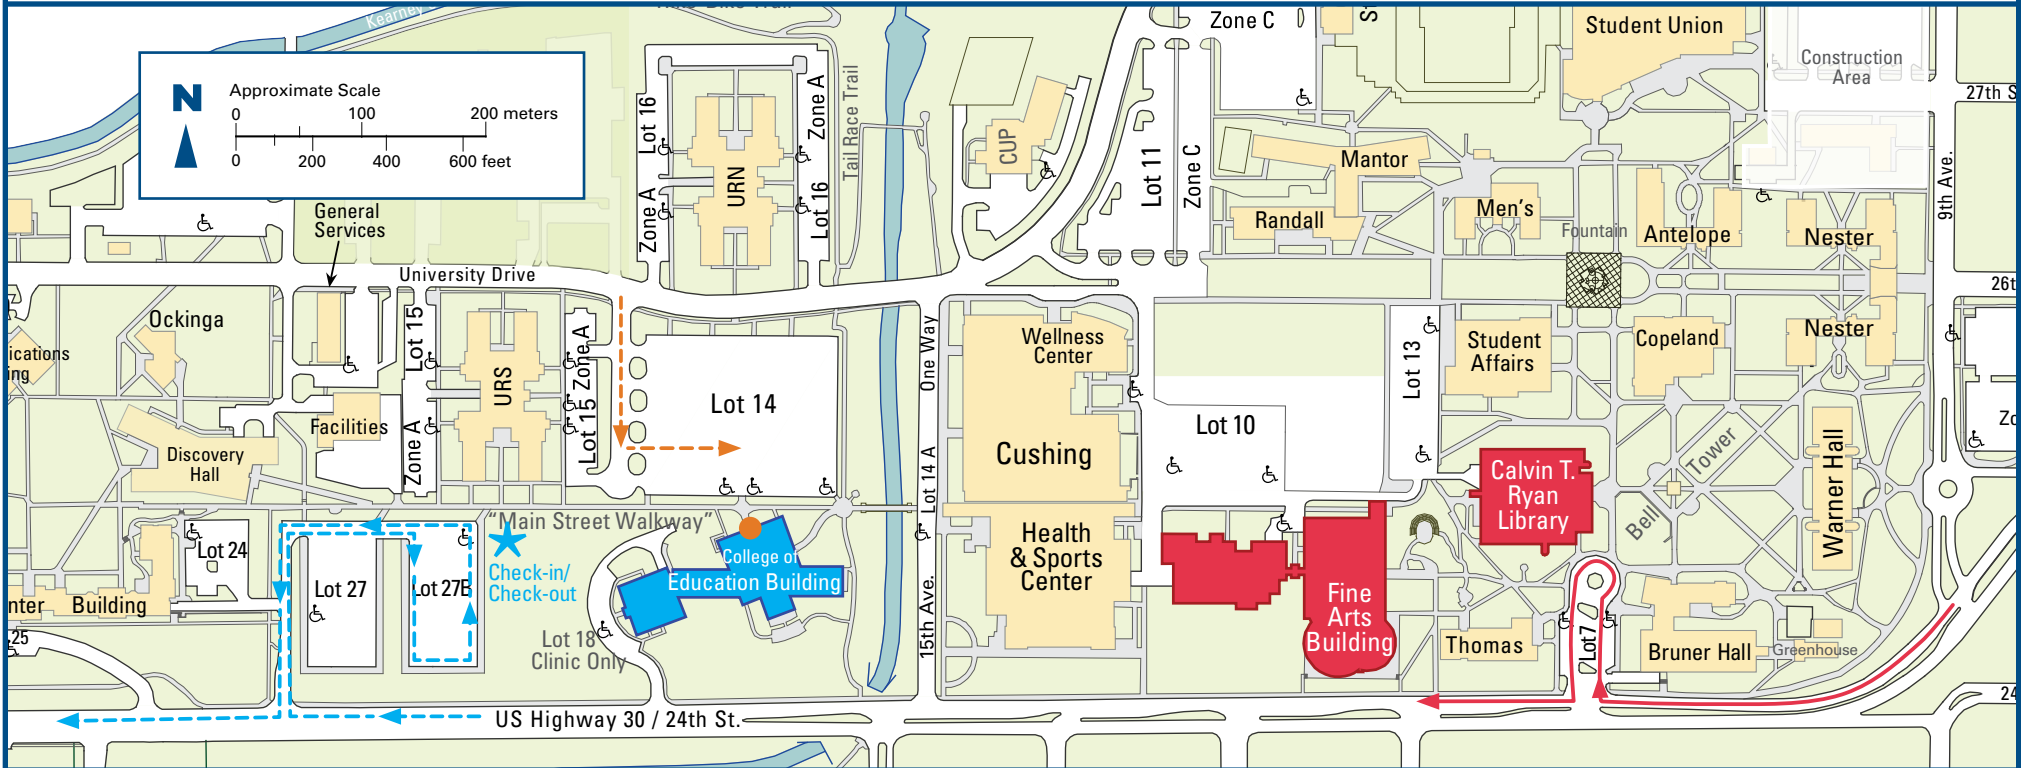 Kearney
Hike-Bike Trail
Zone C
Student Union
Construction
Area
N
Approximate Scale
0 100 200 meters
0 200 400 600 feet
Lot 16
Zone A
Zone A
Lot 16
URN
Tail Race Trail
CUP
Lot 11
Zone C
27th S
9th Ave.
Mantor
Randall
Men's
Fountain
Antelope
Nester
General
Services
University Drive
26t
Ockinga
ications
ing
Lot 15
Zone A
URS
Lot 15 Zone A
Lot 14
One Way
Lot 14 A
15th Ave.
Wellness
Center
Cushing
Health
& Sports
Center
Lot 10
Lot 13
Student
Affairs
Copeland
Nester
Zo
Facilities
Discovery
Hall
Calvin T.
Ryan
Library
Bell
Tower
Warner Hall
"Main Street Walkway"
Lot 24
Lot 27
Lot 27E
Check-in/
Check-out
College of
Education Building
nter Building
25
Lot 18
Clinic Only
Fine
Arts
Building
Thomas
Lot 7
Bruner Hall
Greenhouse
24
US Highway 30 / 24th St.